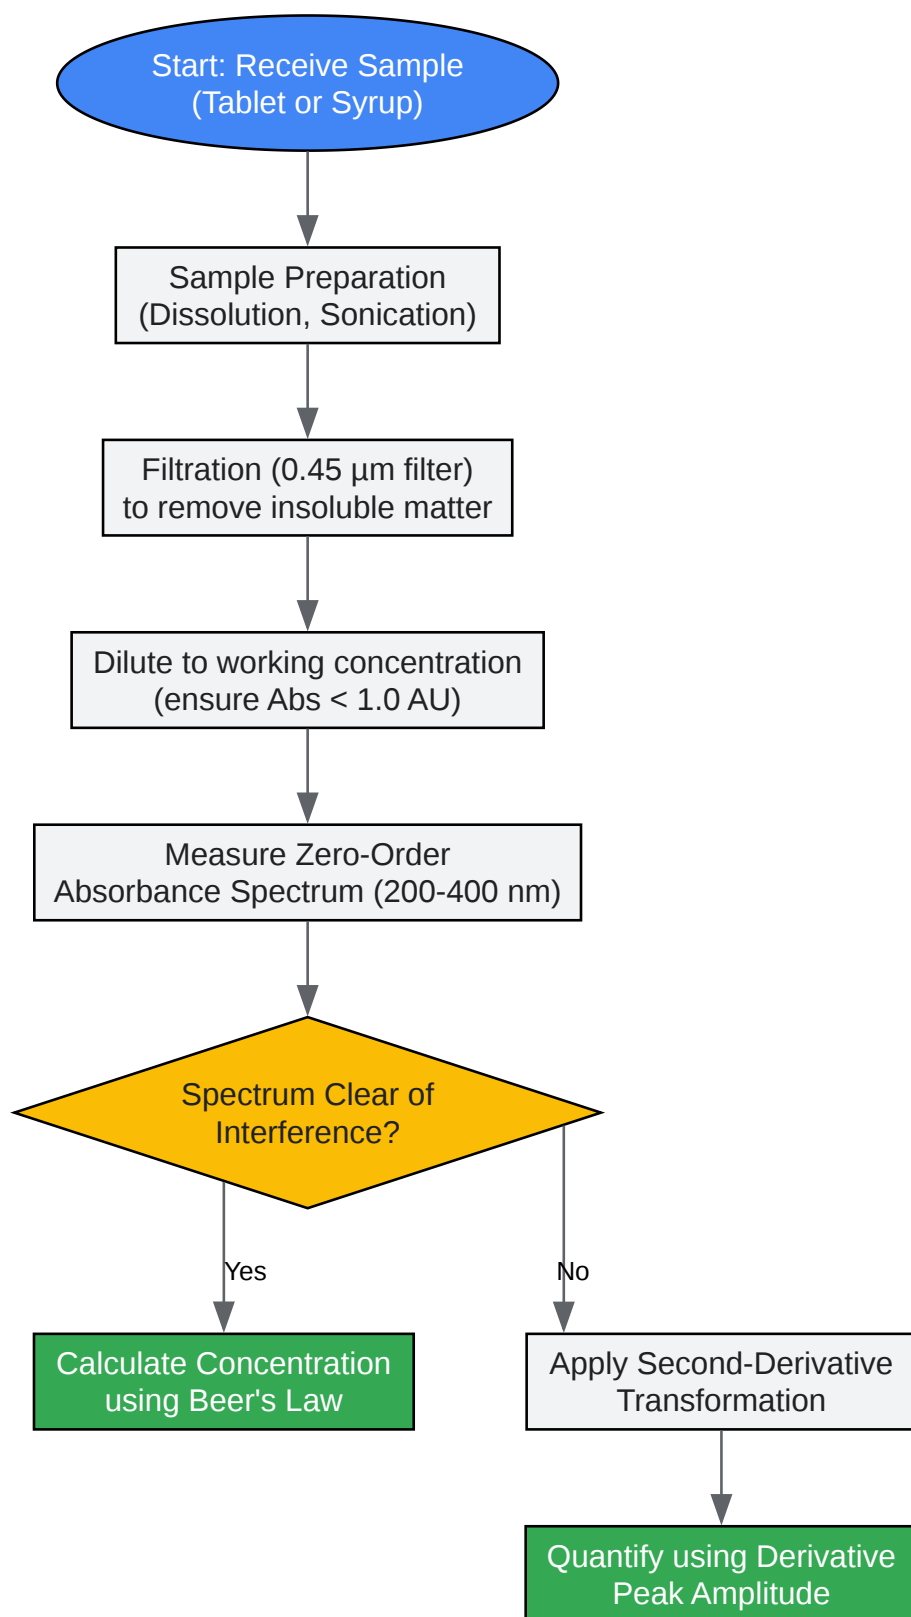 Start: Receive Sample
(Tablet or Syrup)
Sample Preparation
(Dissolution, Sonication)
Filtration (0.45 µm filter)
to remove insoluble matter
Dilute to working concentration
(ensure Abs < 1.0 AU)
Measure Zero-Order
Absorbance Spectrum (200-400 nm)
Spectrum Clear of
Interference?
Yes
No
Calculate Concentration
using Beer's Law
Apply Second-Derivative
Transformation
Quantify using Derivative
Peak Amplitude